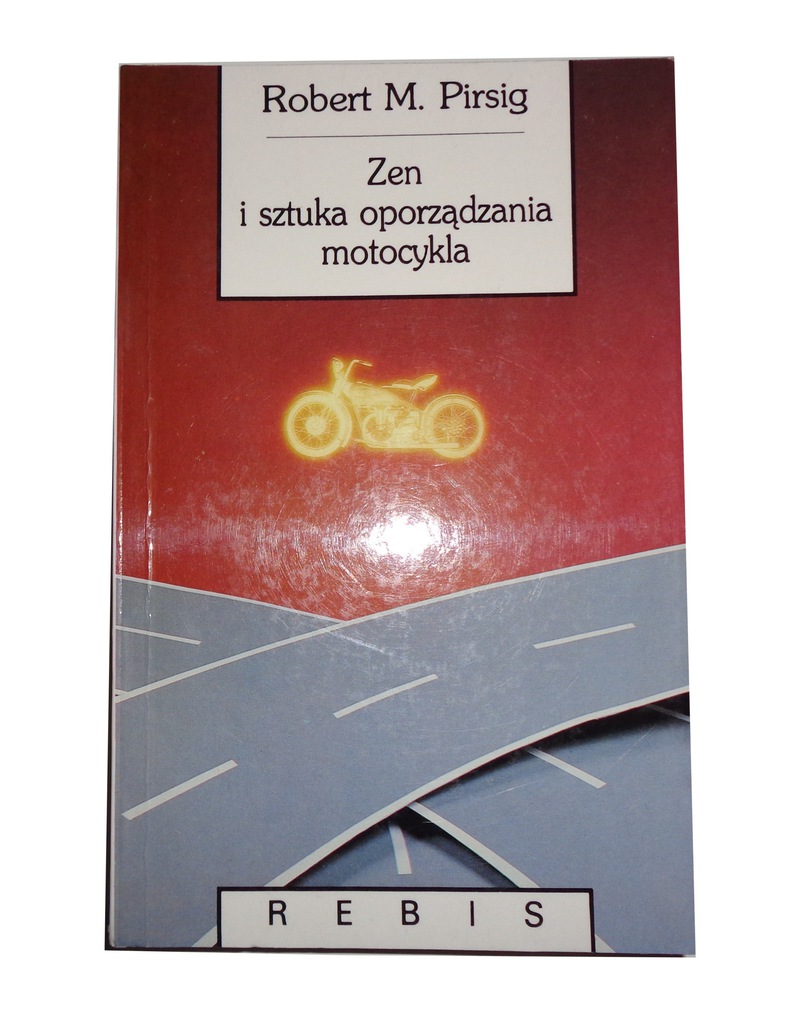 Robert M. Pirsig
Zen
i sztuka oporządzania
motocykla
REBIS